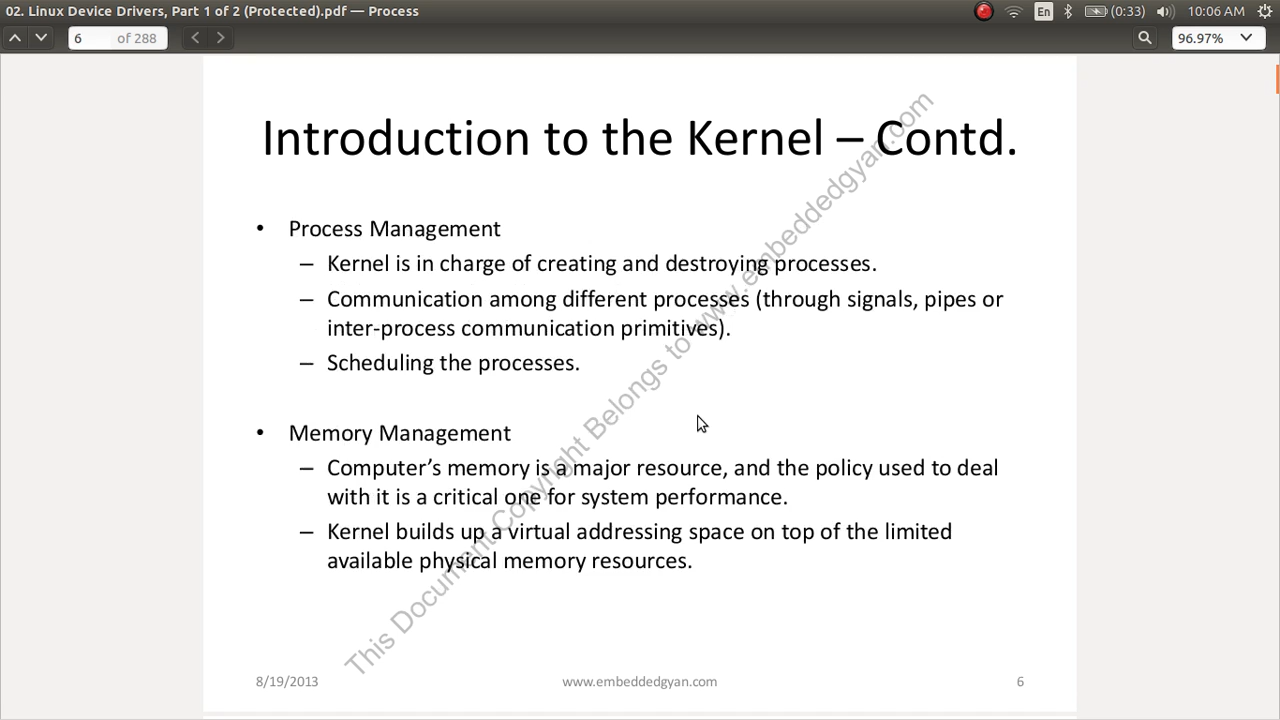 02. Linux Device Drivers, Part 1 of 2 (Protected).pdf — Process
En
(0:33)
10:06 AM
6 of 288
96.97%
Introduction to the Kernel – Contd.
• Process Management
– Kernel is in charge of creating and destroying processes.
– Communication among different processes (through signals, pipes or
inter-process communication primitives).
– Scheduling the processes.
• Memory Management
– Computer’s memory is a major resource, and the policy used to deal
with it is a critical one for system performance.
– Kernel builds up a virtual addressing space on top of the limited
available physical memory resources.
This Document Copyright Belongs to www.embeddedgyan.com
8/19/2013
www.embeddedgyan.com
6